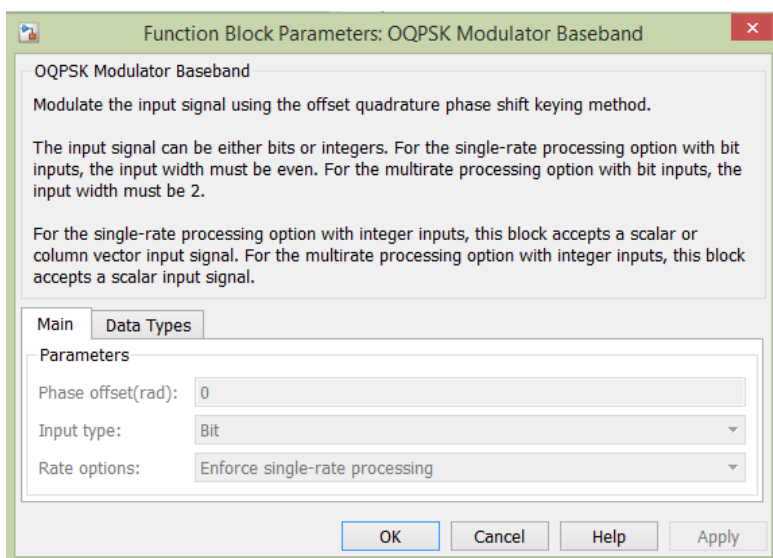 Function Block Parameters: OQPSK Modulator Baseband
OQPSK Modulator Baseband
Modulate the input signal using the offset quadrature phase shift keying method.
The input signal can be either bits or integers. For the single-rate processing option with bit
inputs, the input width must be even. For the multirate processing option with bit inputs, the
input width must be 2.
For the single-rate processing option with integer inputs, this block accepts a scalar or
column vector input signal. For the multirate processing option with integer inputs, this block
accepts a scalar input signal.
Main Data Types
Parameters
Phase offset(rad): 0
Input type: Bit
Rate options: Enforce single-rate processing
OK Cancel Help Apply